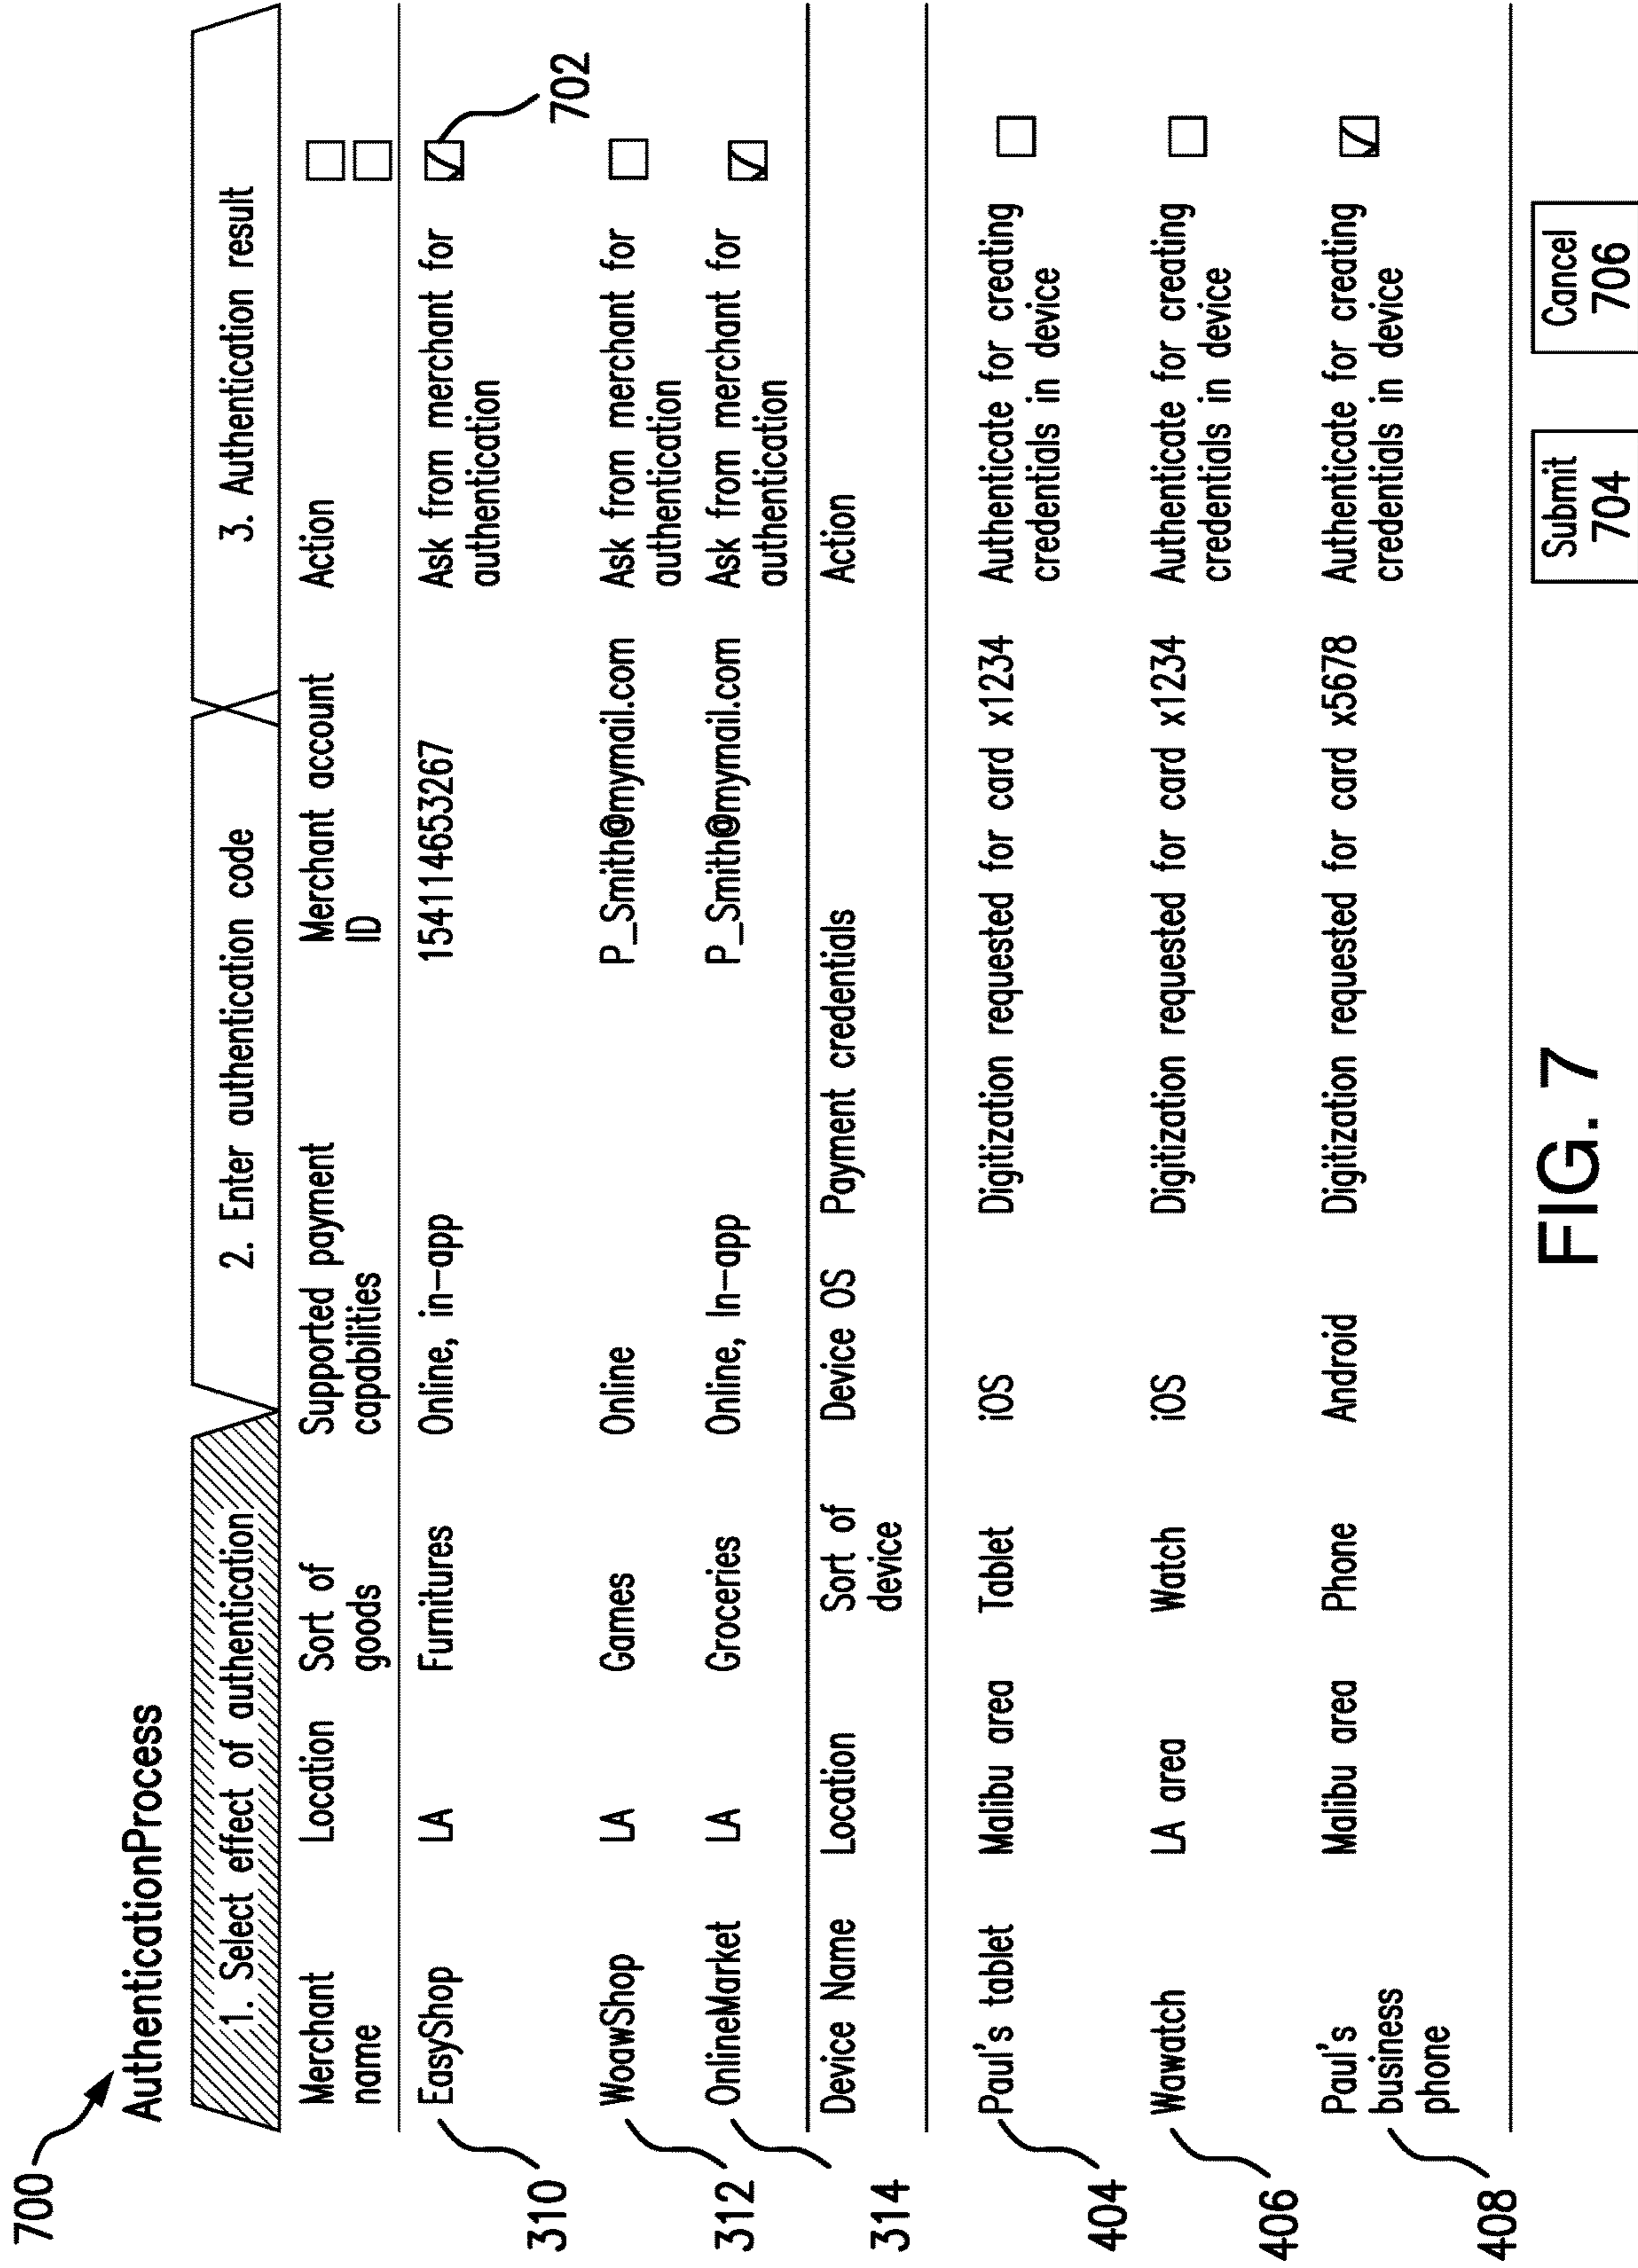 700
AuthenticationProcess
1. Select effect of authentication
2. Enter authentication code
3. Authentication result
Merchant name
Location
Sort of goods
Supported payment capabilities
Merchant account ID
Action
310
EasyShop
LA
Furnitures
Online, in-app
154114653267
Ask from merchant for
authentication
702
312
WoawShop
LA
Games
Online
P_Smith@mymail.com
Ask from merchant for
authentication
314
OnlineMarket
LA
Groceries
Online, In-app
P_Smith@mymail.com
Ask from merchant for
authentication
Device Name
Location
Sort of
device
Device OS
Payment credentials
Action
404
Paul's tablet
Malibu area
Tablet
iOS
Digitization requested for card x1234
Authenticate for creating
credentials in device
406
Wawatch
LA area
Watch
iOS
Digitization requested for card x1234
Authenticate for creating
credentials in device
408
Paul's
business
phone
Malibu area
Phone
Android
Digitization requested for card x5678
Authenticate for creating
credentials in device
Submit
704
Cancel
706
FIG. 7